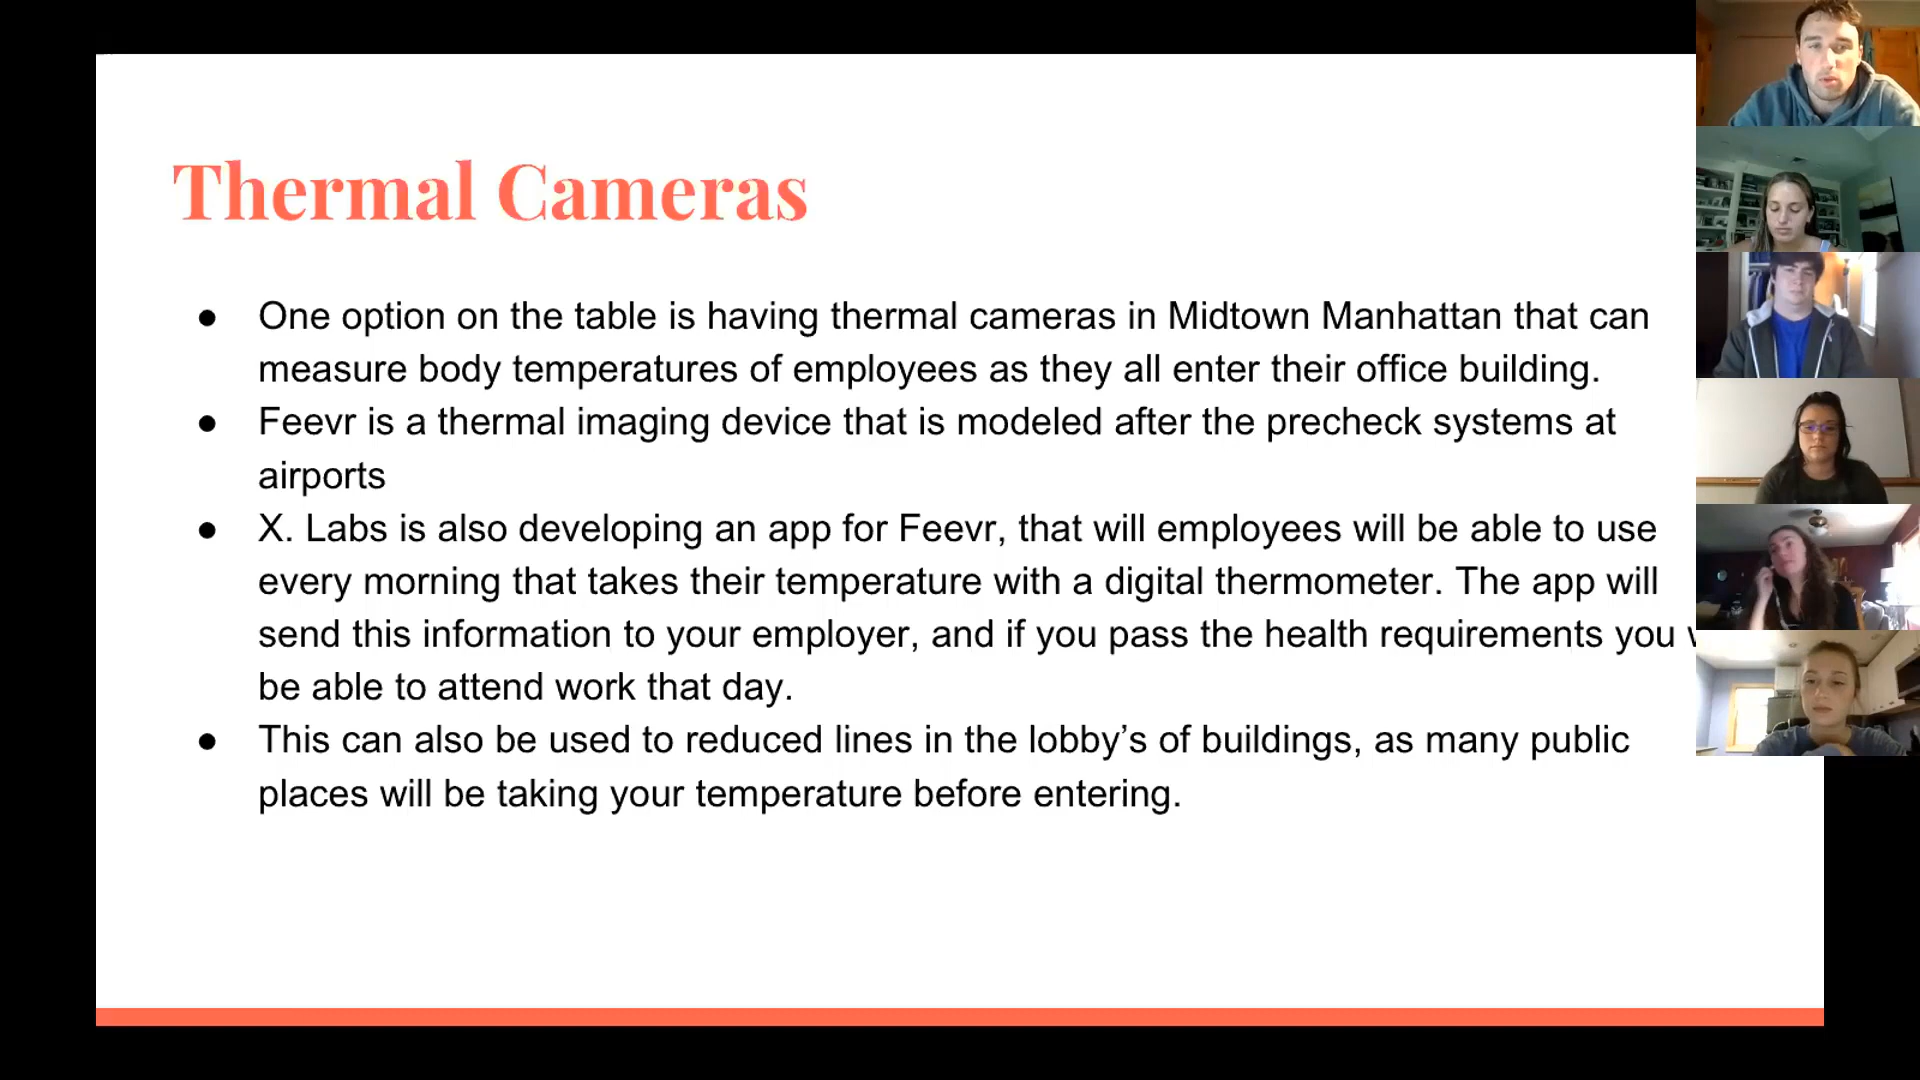 Thermal Cameras
● One option on the table is having thermal cameras in Midtown Manhattan that can
measure body temperatures of employees as they all enter their office building.
● Feevr is a thermal imaging device that is modeled after the precheck systems at
airports
● X. Labs is also developing an app for Feevr, that will employees will be able to use
every morning that takes their temperature with a digital thermometer. The app will
send this information to your employer, and if you pass the health requirements you
be able to attend work that day.
● This can also be used to reduced lines in the lobby’s of buildings, as many public
places will be taking your temperature before entering.